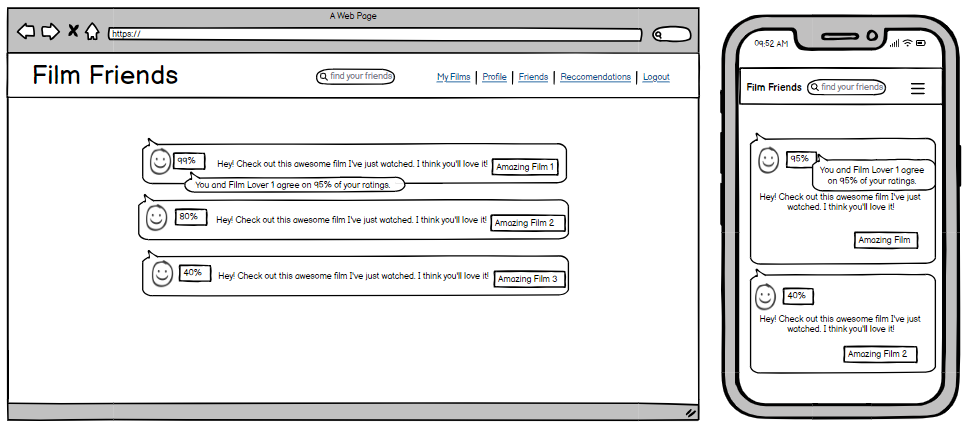 A Web Page
https://
Film Friends
find your friends
My Films | Profile | Friends | Reccomendations | Logout
99%
Hey! Check out this awesome film I've just watched. I think you'll love it!
Amazing Film 1
You and Film Lover 1 agree on 95% of your ratings.
80%
Hey! Check out this awesome film I've just watched. I think you'll love it!
Amazing Film 2
40%
Hey! Check out this awesome film I've just watched. I think you'll love it!
Amazing Film 3
09:52 AM
Film Friends
find your friends
95%
You and Film Lover 1 agree
on 95% of your ratings.
Hey! Check out this awesome film I've just
watched. I think you'll love it!
Amazing Film
40%
Hey! Check out this awesome film I've just
watched. I think you'll love it!
Amazing Film 2